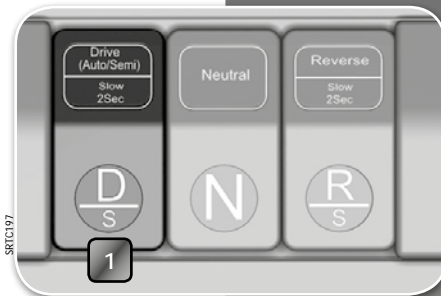 Drive
(Auto/Semi)
Slow
2Sec
Neutral
Reverse
Slow
2Sec
D
S
N
R
S
1
SRTC197